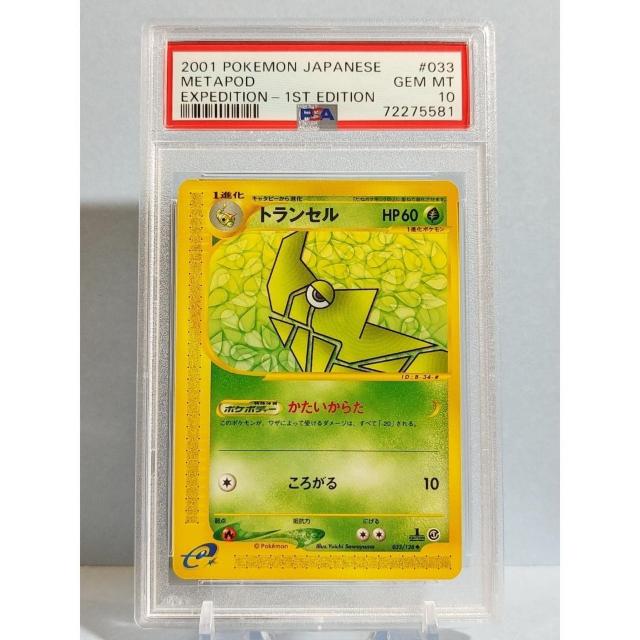 2001 POKEMON JAPANESE #033
METAPOD GEM MT
EXPEDITION - 1ST EDITION 10
PSA 72275581
1進化 キャタピーから進化
トランセル HP60
1進化ポケモン
ID:B-34-#
ポケボディー かたいからだ
このポケモンが、ワザによって受けるダメージは、すべて「-20」される。
ころがる 10
弱点 抵抗力 にげる
1 EDITION
e © Pokémon Illus. Yuichi Sawayama 033/128